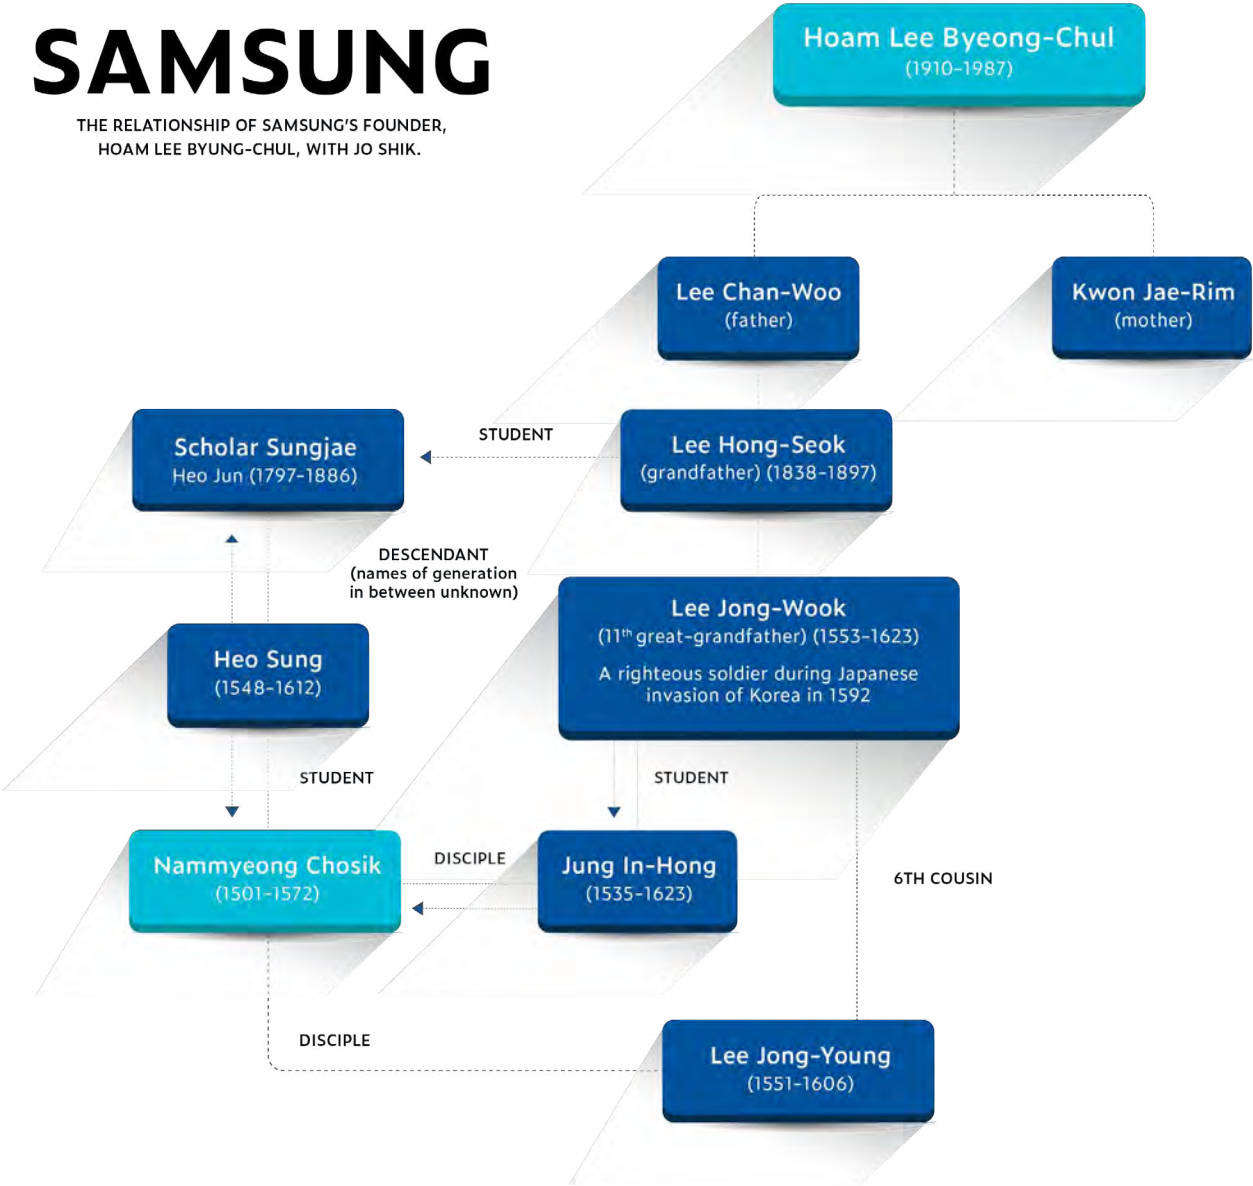 SAMSUNG
THE RELATIONSHIP OF SAMSUNG'S FOUNDER,
HOAM LEE BYUNG-CHUL, WITH JO SHIK.
Hoam Lee Byeong-Chul
(1910-1987)
Lee Chan-Woo
(father)
Kwon Jae-Rim
(mother)
Scholar Sungjae
Heo Jun (1797-1886)
STUDENT
Lee Hong-Seok
(grandfather) (1838-1897)
DESCENDANT
(names of generation
in between unknown)
Lee Jong-Wook
(11th great-grandfather) (1553-1623)
A righteous soldier during Japanese
invasion of Korea in 1592
Heo Sung
(1548-1612)
STUDENT
STUDENT
Nammyeong Chosik
(1501-1572)
DISCIPLE
Jung In-Hong
(1535-1623)
6TH COUSIN
DISCIPLE
Lee Jong-Young
(1551-1606)